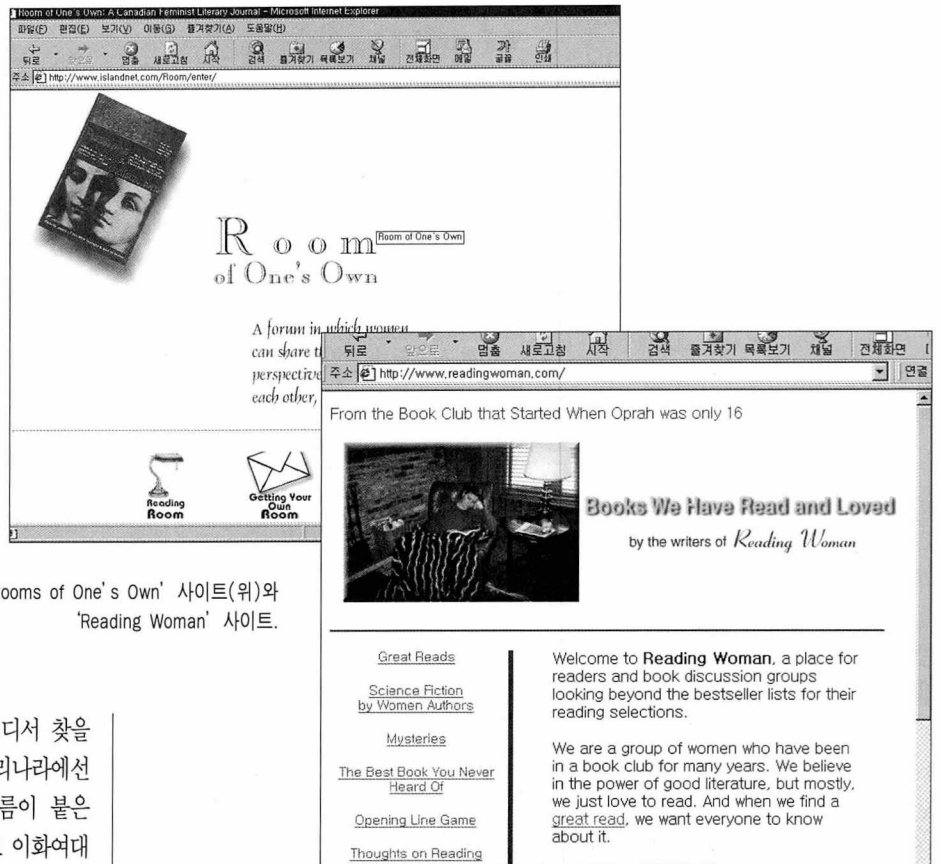 Room of One's Own: A Canadian Feminist Literary Journal - Microsoft Internet Explorer
파일(F) 편집(E) 보기(V) 이동(G) 즐겨찾기(A) 도움말(H)
뒤로 앞으로 멈춤 새로고침 시작 검색 즐겨찾기 목록보기 채널 전체화면 메일 글꼴 인쇄
주소 http://www.islandnet.com/Room/enter/
Room
of One's Own
Room of One's Own
A forum in which women
can share
perspective
each other,
Reading
Room
Getting Your
Own
Room
뒤로 앞으로 멈춤 새로고침 시작 검색 즐겨찾기 목록보기 채널 전체화면
주소 http://www.readingwoman.com/ 연결
From the Book Club that Started When Oprah was only 16
Books We Have Read and Loved
by the writers of Reading Woman
Great Reads
Science Fiction
by Women Authors
Mysteries
The Best Book You Never
Heard Of
Opening Line Game
Thoughts on Reading
Welcome to Reading Woman, a place for
readers and book discussion groups
looking beyond the bestseller lists for their
reading selections.
We are a group of women who have been
in a book club for many years. We believe
in the power of good literature, but mostly,
we just love to read. And when we find a
great read, we want everyone to know
about it.
ooms of One's Own' 사이트(위)와
'Reading Woman' 사이트.
디서 찾을
리나라에선
름이 붙은
이화여대